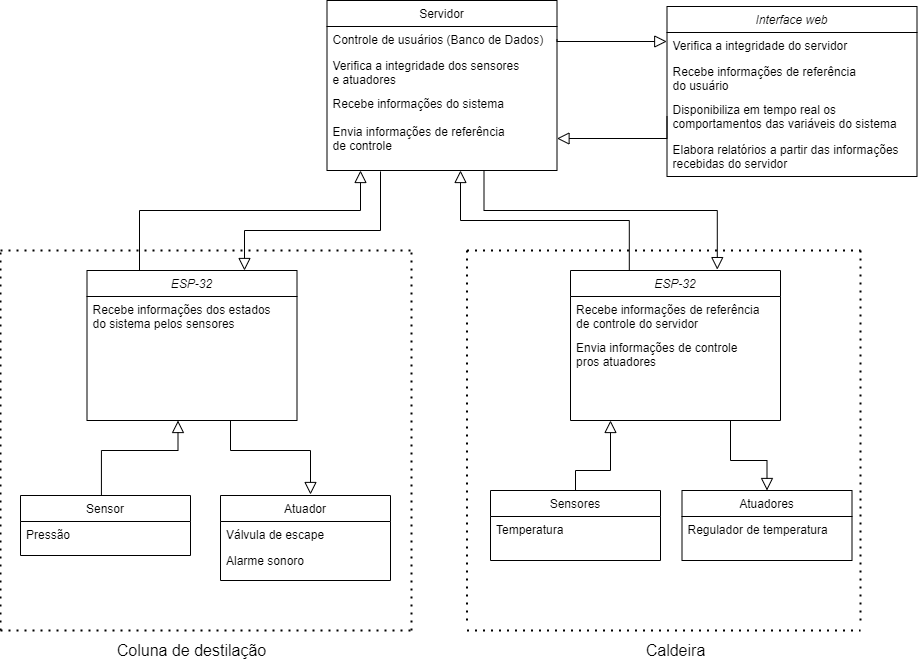 Servidor
Controle de usuários (Banco de Dados)
Verifica a integridade dos sensores
e atuadores
Recebe informações do sistema
Envia informações de referência
de controle
Interface web
Verifica a integridade do servidor
Recebe informações de referência
do usuário
Disponibiliza em tempo real os
comportamentos das variáveis do sistema
Elabora relatórios a partir das informações
recebidas do servidor
ESP-32
Recebe informações dos estados
do sistema pelos sensores
Sensor
Pressão
Atuador
Válvula de escape
Alarme sonoro
Coluna de destilação
ESP-32
Recebe informações de referência
de controle do servidor
Envia informações de controle
pros atuadores
Sensores
Temperatura
Atuadores
Regulador de temperatura
Caldeira